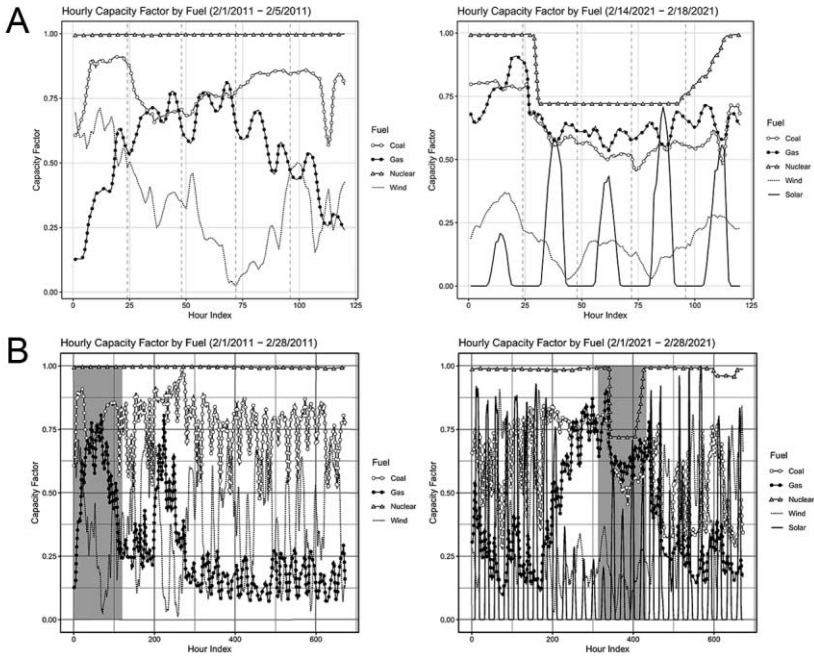 A
Hourly Capacity Factor by Fuel (2/1/2011 − 2/5/2011)
1.00
0.75
0.50
0.25
0.00
Capacity Factor
0
25
50
75
100
125
Hour Index
Fuel
Coal
Gas
Nuclear
Wind
Hourly Capacity Factor by Fuel (2/14/2021 − 2/18/2021)
1.00
0.75
0.50
0.25
0.00
Capacity Factor
0
25
50
75
100
125
Hour Index
Fuel
Coal
Gas
Nuclear
Wind
Solar
B
Hourly Capacity Factor by Fuel (2/1/2011 − 2/28/2011)
1.00
0.75
0.50
0.25
0.00
Capacity Factor
0
200
400
600
Hour Index
Fuel
Coal
Gas
Nuclear
Wind
Hourly Capacity Factor by Fuel (2/1/2021 − 2/28/2021)
1.00
0.75
0.50
0.25
0.00
Capacity Factor
0
200
400
600
Hour Index
Fuel
Coal
Gas
Nuclear
Wind
Solar